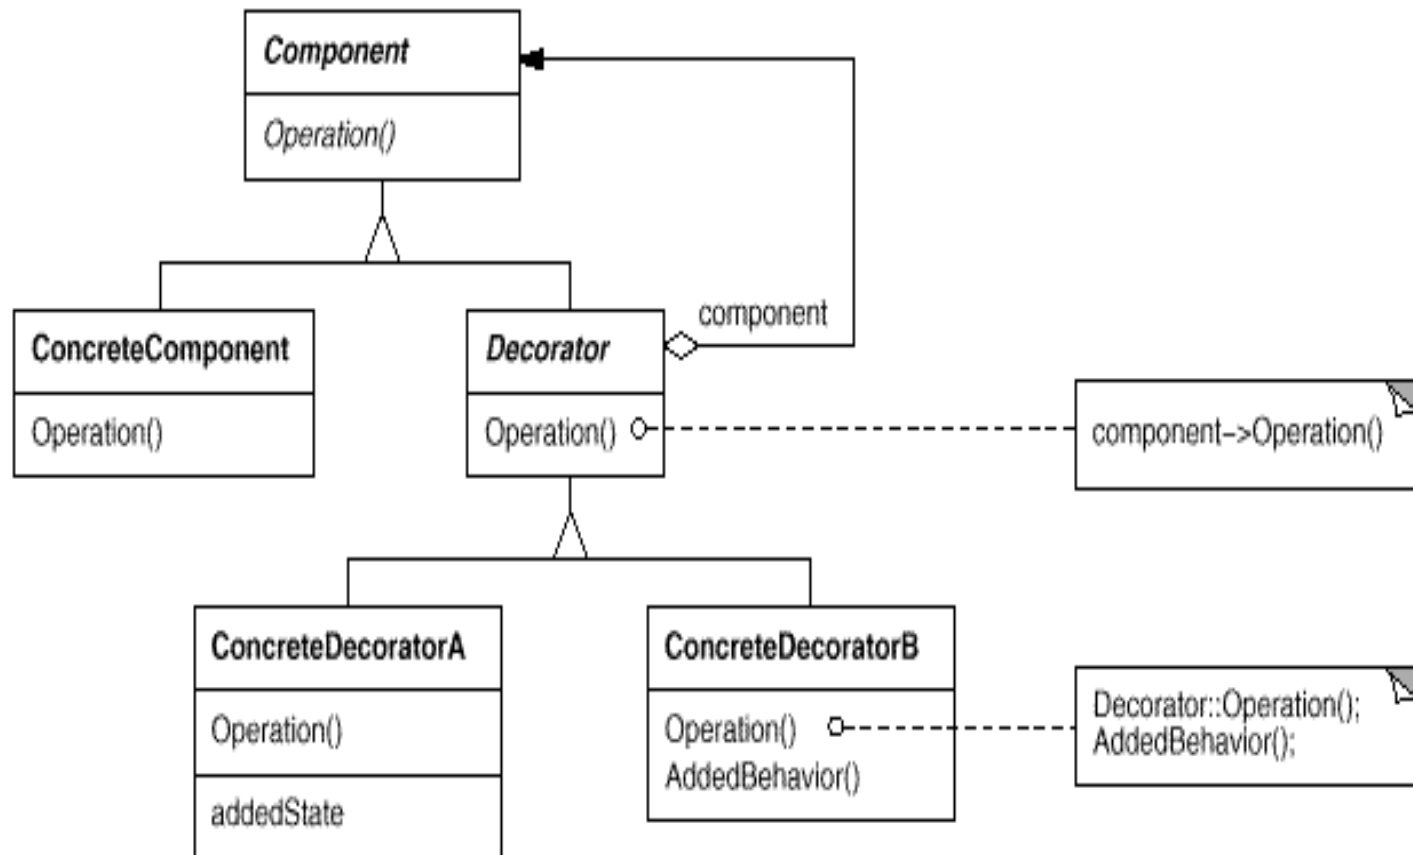 Component
Operation()
ConcreteComponent
Operation()
Decorator
Operation()
component
component–>Operation()
ConcreteDecoratorA
Operation()
addedState
ConcreteDecoratorB
Operation()
AddedBehavior()
Decorator::Operation();
AddedBehavior();